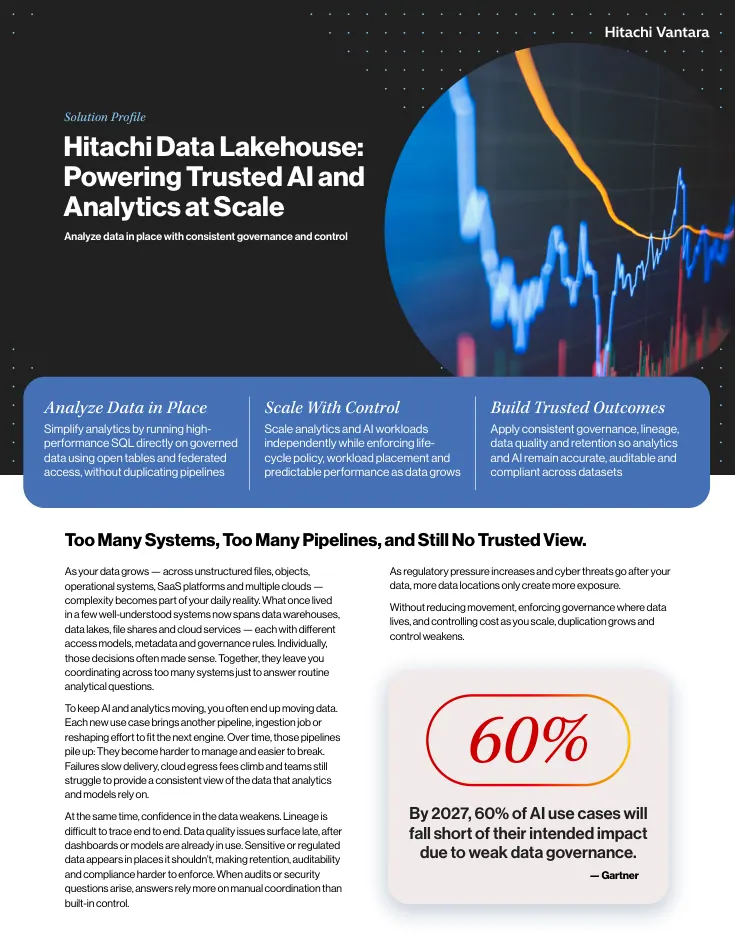 Hitachi Vantara
Solution Profile
Hitachi Data Lakehouse:
Powering Trusted AI and
Analytics at Scale
Analyze data in place with consistent governance and control
Analyze Data in Place
Simplify analytics by running high-
performance SQL directly on governed
data using open tables and federated
access, without duplicating pipelines
Scale With Control
Scale analytics and AI workloads
independently while enforcing life-
cycle policy, workload placement and
predictable performance as data grows
Build Trusted Outcomes
Apply consistent governance, lineage,
data quality and retention so analytics
and AI remain accurate, auditable and
compliant across datasets
Too Many Systems, Too Many Pipelines, and Still No Trusted View.
As your data grows — across unstructured files, objects,
operational systems, SaaS platforms and multiple clouds —
complexity becomes part of your daily reality. What once lived
in a few well-understood systems now spans data warehouses,
data lakes, file shares and cloud services — each with different
access models, metadata and governance rules. Individually,
those decisions often made sense. Together, they leave you
coordinating across too many systems just to answer routine
analytical questions.
To keep AI and analytics moving, you often end up moving data.
Each new use case brings another pipeline, ingestion job or
reshaping effort to fit the next engine. Over time, those pipelines
pile up: They become harder to manage and easier to break.
Failures slow delivery, cloud egress fees climb and teams still
struggle to provide a consistent view of the data that analytics
and models rely on.
At the same time, confidence in the data weakens. Lineage is
difficult to trace end to end. Data quality issues surface late, after
dashboards or models are already in use. Sensitive or regulated
data appears in places it shouldn't, making retention, auditability
and compliance harder to enforce. When audits or security
questions arise, answers rely more on manual coordination than
built-in control.
As regulatory pressure increases and cyber threats go after your
data, more data locations only create more exposure.
Without reducing movement, enforcing governance where data
lives, and controlling cost as you scale, duplication grows and
control weakens.
60%
By 2027, 60% of AI use cases will
fall short of their intended impact
due to weak data governance.
— Gartner